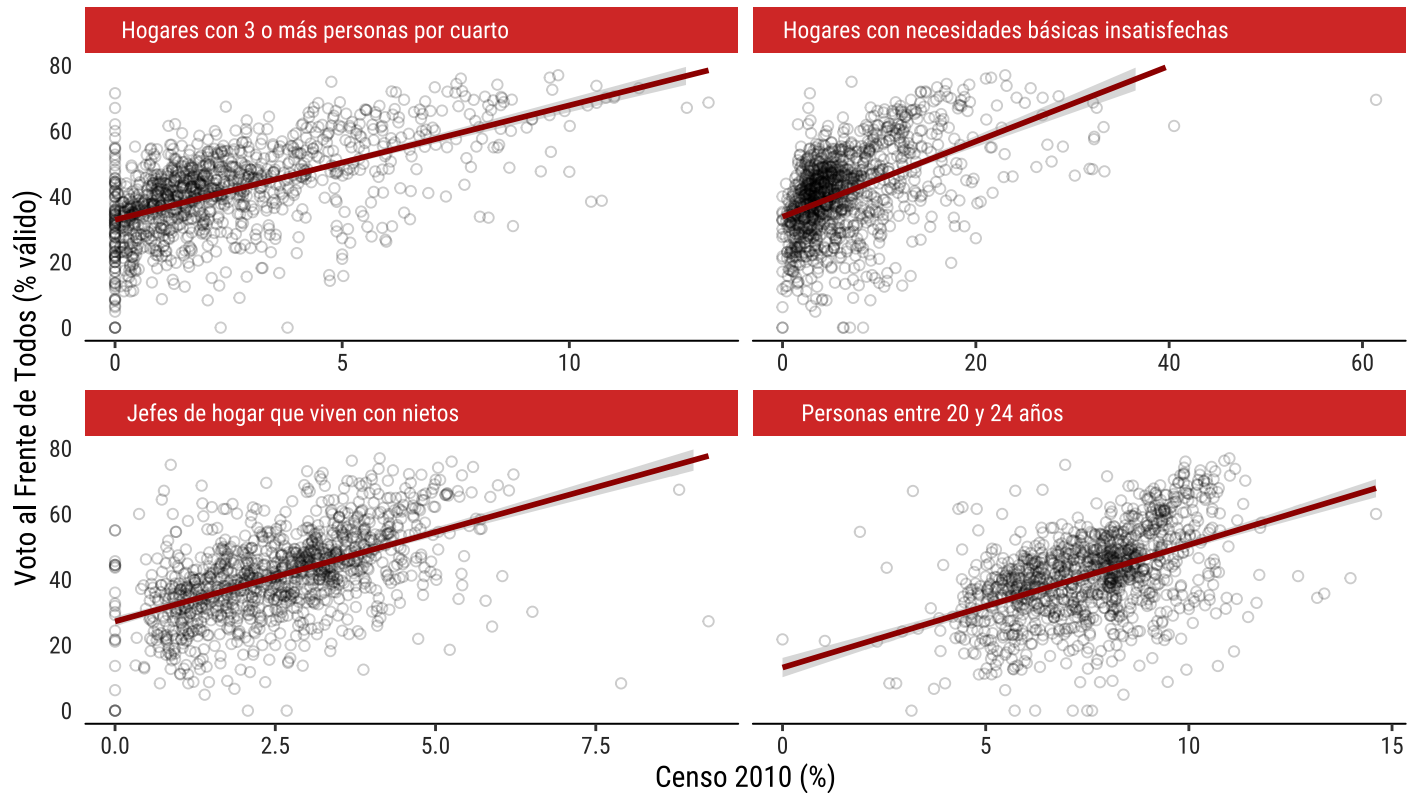 Hogares con 3 o más personas por cuarto
Hogares con necesidades básicas insatisfechas
80
60
40
20
0
0 5 10
0 20 40 60
Voto al Frente de Todos (% válido)
Jefes de hogar que viven con nietos
Personas entre 20 y 24 años
80
60
40
20
0
0.0 2.5 5.0 7.5
0 5 10 15
Censo 2010 (%)